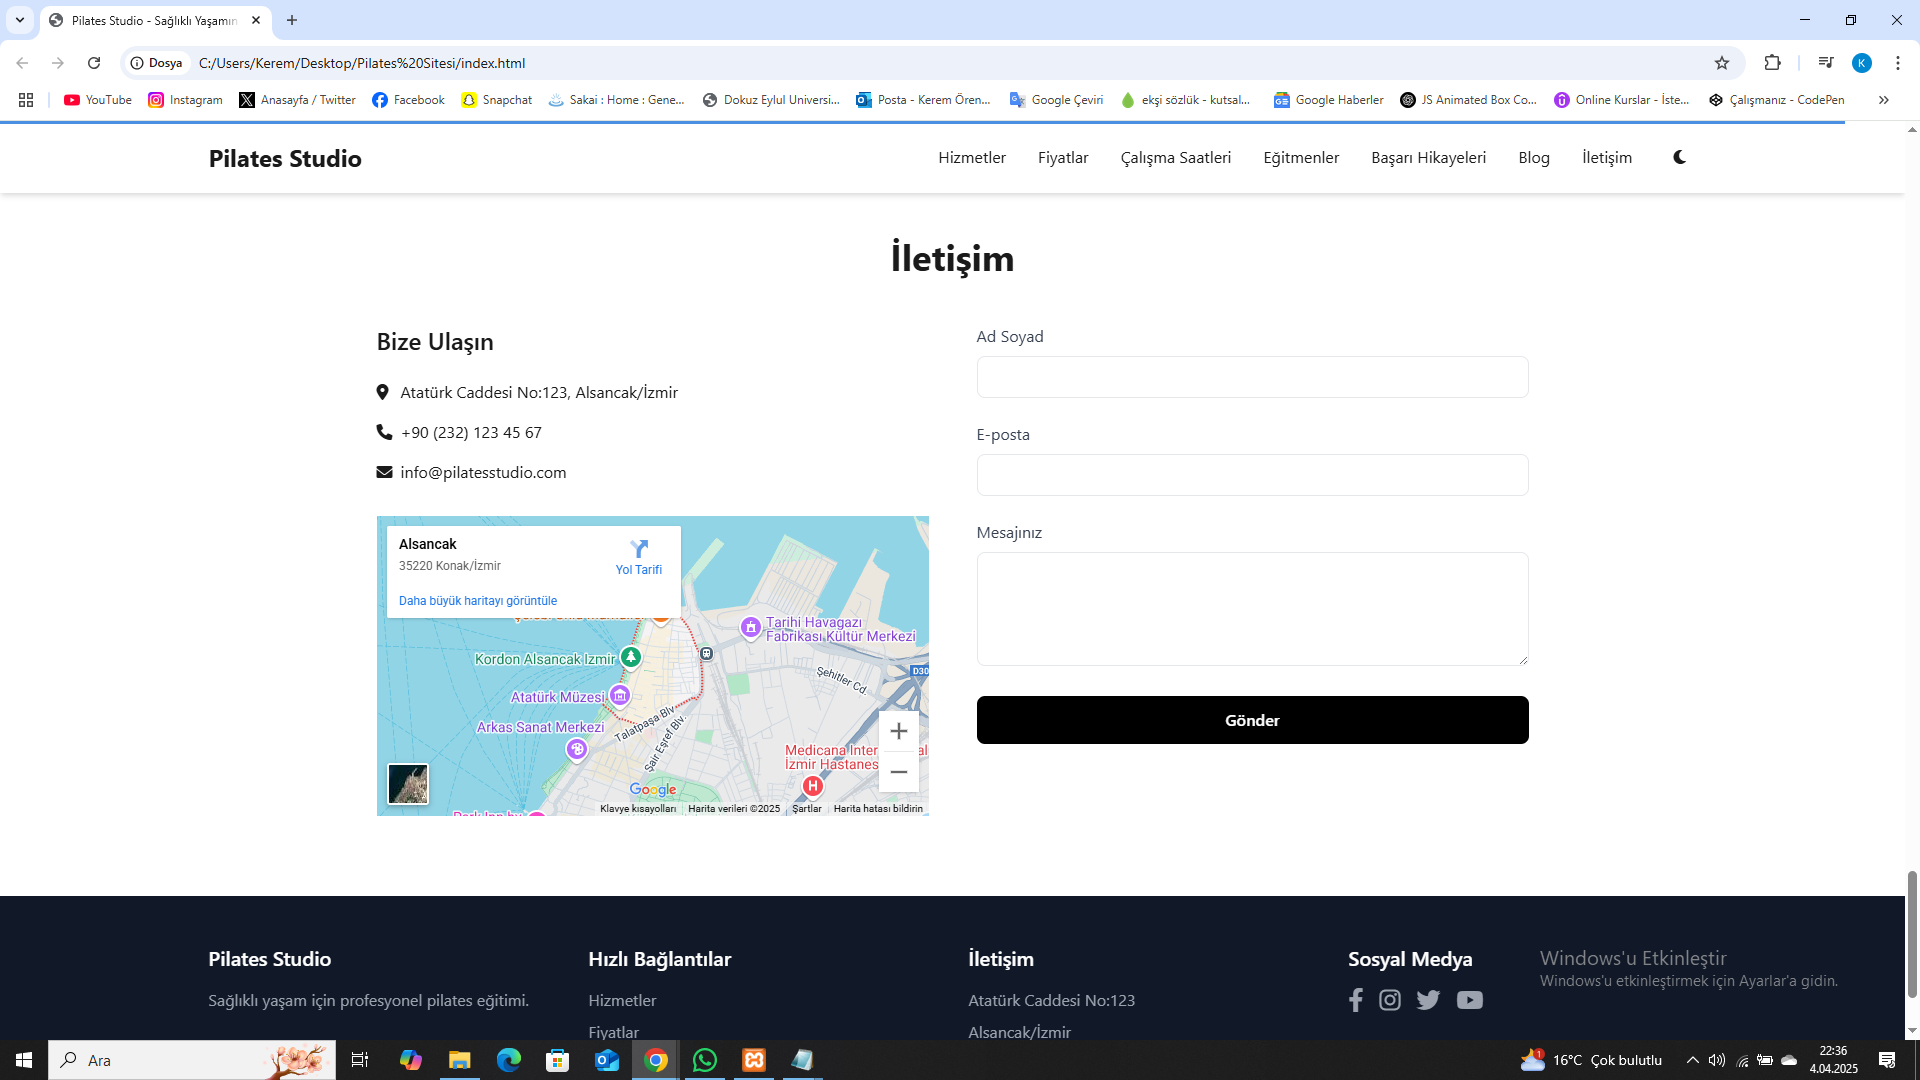 Pilates Studio - Sağlıklı Yaşamın
Dosya
C:/Users/Kerem/Desktop/Pilates%20Sitesi/index.html
K
YouTube
Instagram
Anasayfa / Twitter
Facebook
Snapchat
Sakai : Home : Gene...
Dokuz Eylul Universi...
Posta - Kerem Ören...
Google Çeviri
ekşi sözlük - kutsal...
Google Haberler
JS Animated Box Co...
Online Kurslar - İste...
Çalışmanız - CodePen
Pilates Studio
Hizmetler
Fiyatlar
Çalışma Saatleri
Eğitmenler
Başarı Hikayeleri
Blog
İletişim
İletişim
Bize Ulaşın
Atatürk Caddesi No:123, Alsancak/İzmir
+90 (232) 123 45 67
info@pilatesstudio.com
Alsancak
35220 Konak/İzmir
Yol Tarifi
Daha büyük haritayı görüntüle
Tarihi Havagazı
Fabrikası Kültür Merkezi
Kordon Alsancak İzmir
Şehitler Cd.
D30
Atatürk Müzesi
Arkas Sanat Merkezi
Talatpaşa Blv.
Şair Eşref Blv.
Medicana Inter
İzmir Hastanes
H
Google
Klavye kısayolları
Harita verileri ©2025
Şartlar
Harita hatası bildirin
Ad Soyad
E-posta
Mesajınız
Gönder
Pilates Studio
Sağlıklı yaşam için profesyonel pilates eğitimi.
Hızlı Bağlantılar
Hizmetler
Fiyatlar
İletişim
Atatürk Caddesi No:123
Alsancak/İzmir
Sosyal Medya
Windows'u Etkinleştir
Windows'u etkinleştirmek için Ayarlar'a gidin.
Ara
1
16°C
Çok bulutlu
22:36
4.04.2025